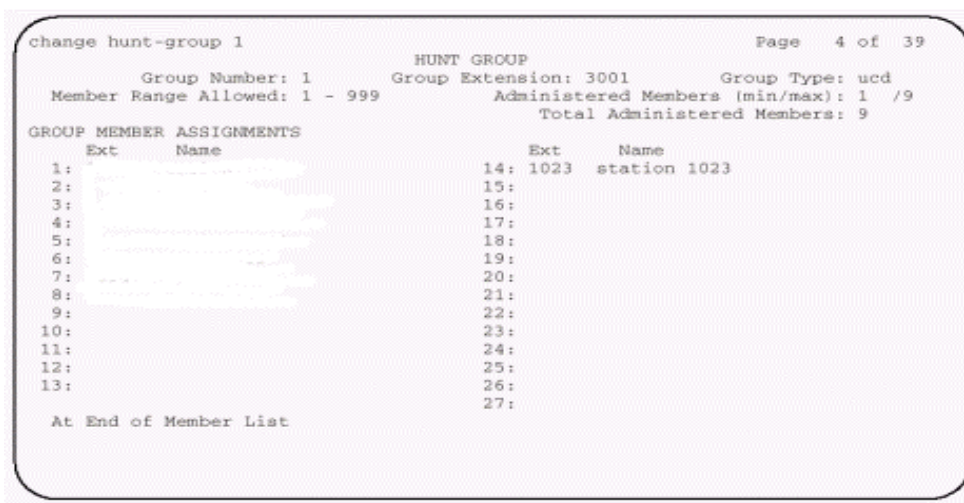 change hunt-group 1 Page 4 of 39
HUNT GROUP
Group Number: 1 Group Extension: 3001 Group Type: ucd
Member Range Allowed: 1 - 999 Administered Members (min/max): 1 /9
Total Administered Members: 9
GROUP MEMBER ASSIGNMENTS
Ext Name Ext Name
1: 14: 1023 station 1023
2: 15:
3: 16:
4: 17:
5: 18:
6: 19:
7: 20:
8: 21:
9: 22:
10: 23:
11: 24:
12: 25:
13: 26:
27:
At End of Member List